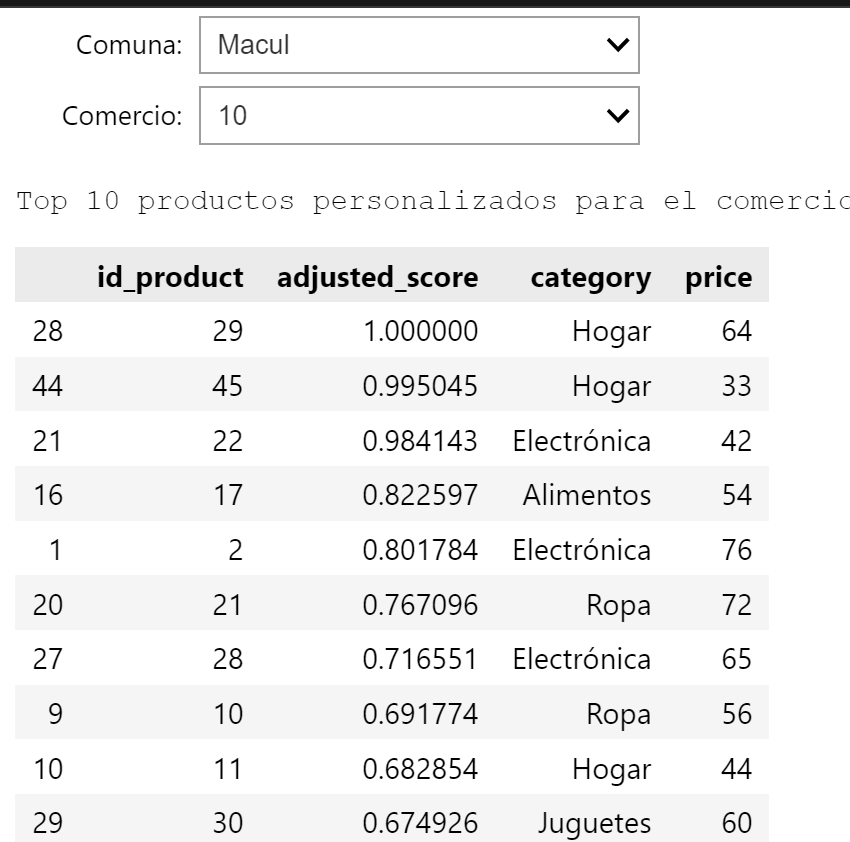 Comuna: Macul
Comercio: 10
Top 10 productos personalizados para el comercio
id_product adjusted_score category price
28 29 1.000000 Hogar 64
44 45 0.995045 Hogar 33
21 22 0.984143 Electrónica 42
16 17 0.822597 Alimentos 54
1 2 0.801784 Electrónica 76
20 21 0.767096 Ropa 72
27 28 0.716551 Electrónica 65
9 10 0.691774 Ropa 56
10 11 0.682854 Hogar 44
29 30 0.674926 Juguetes 60